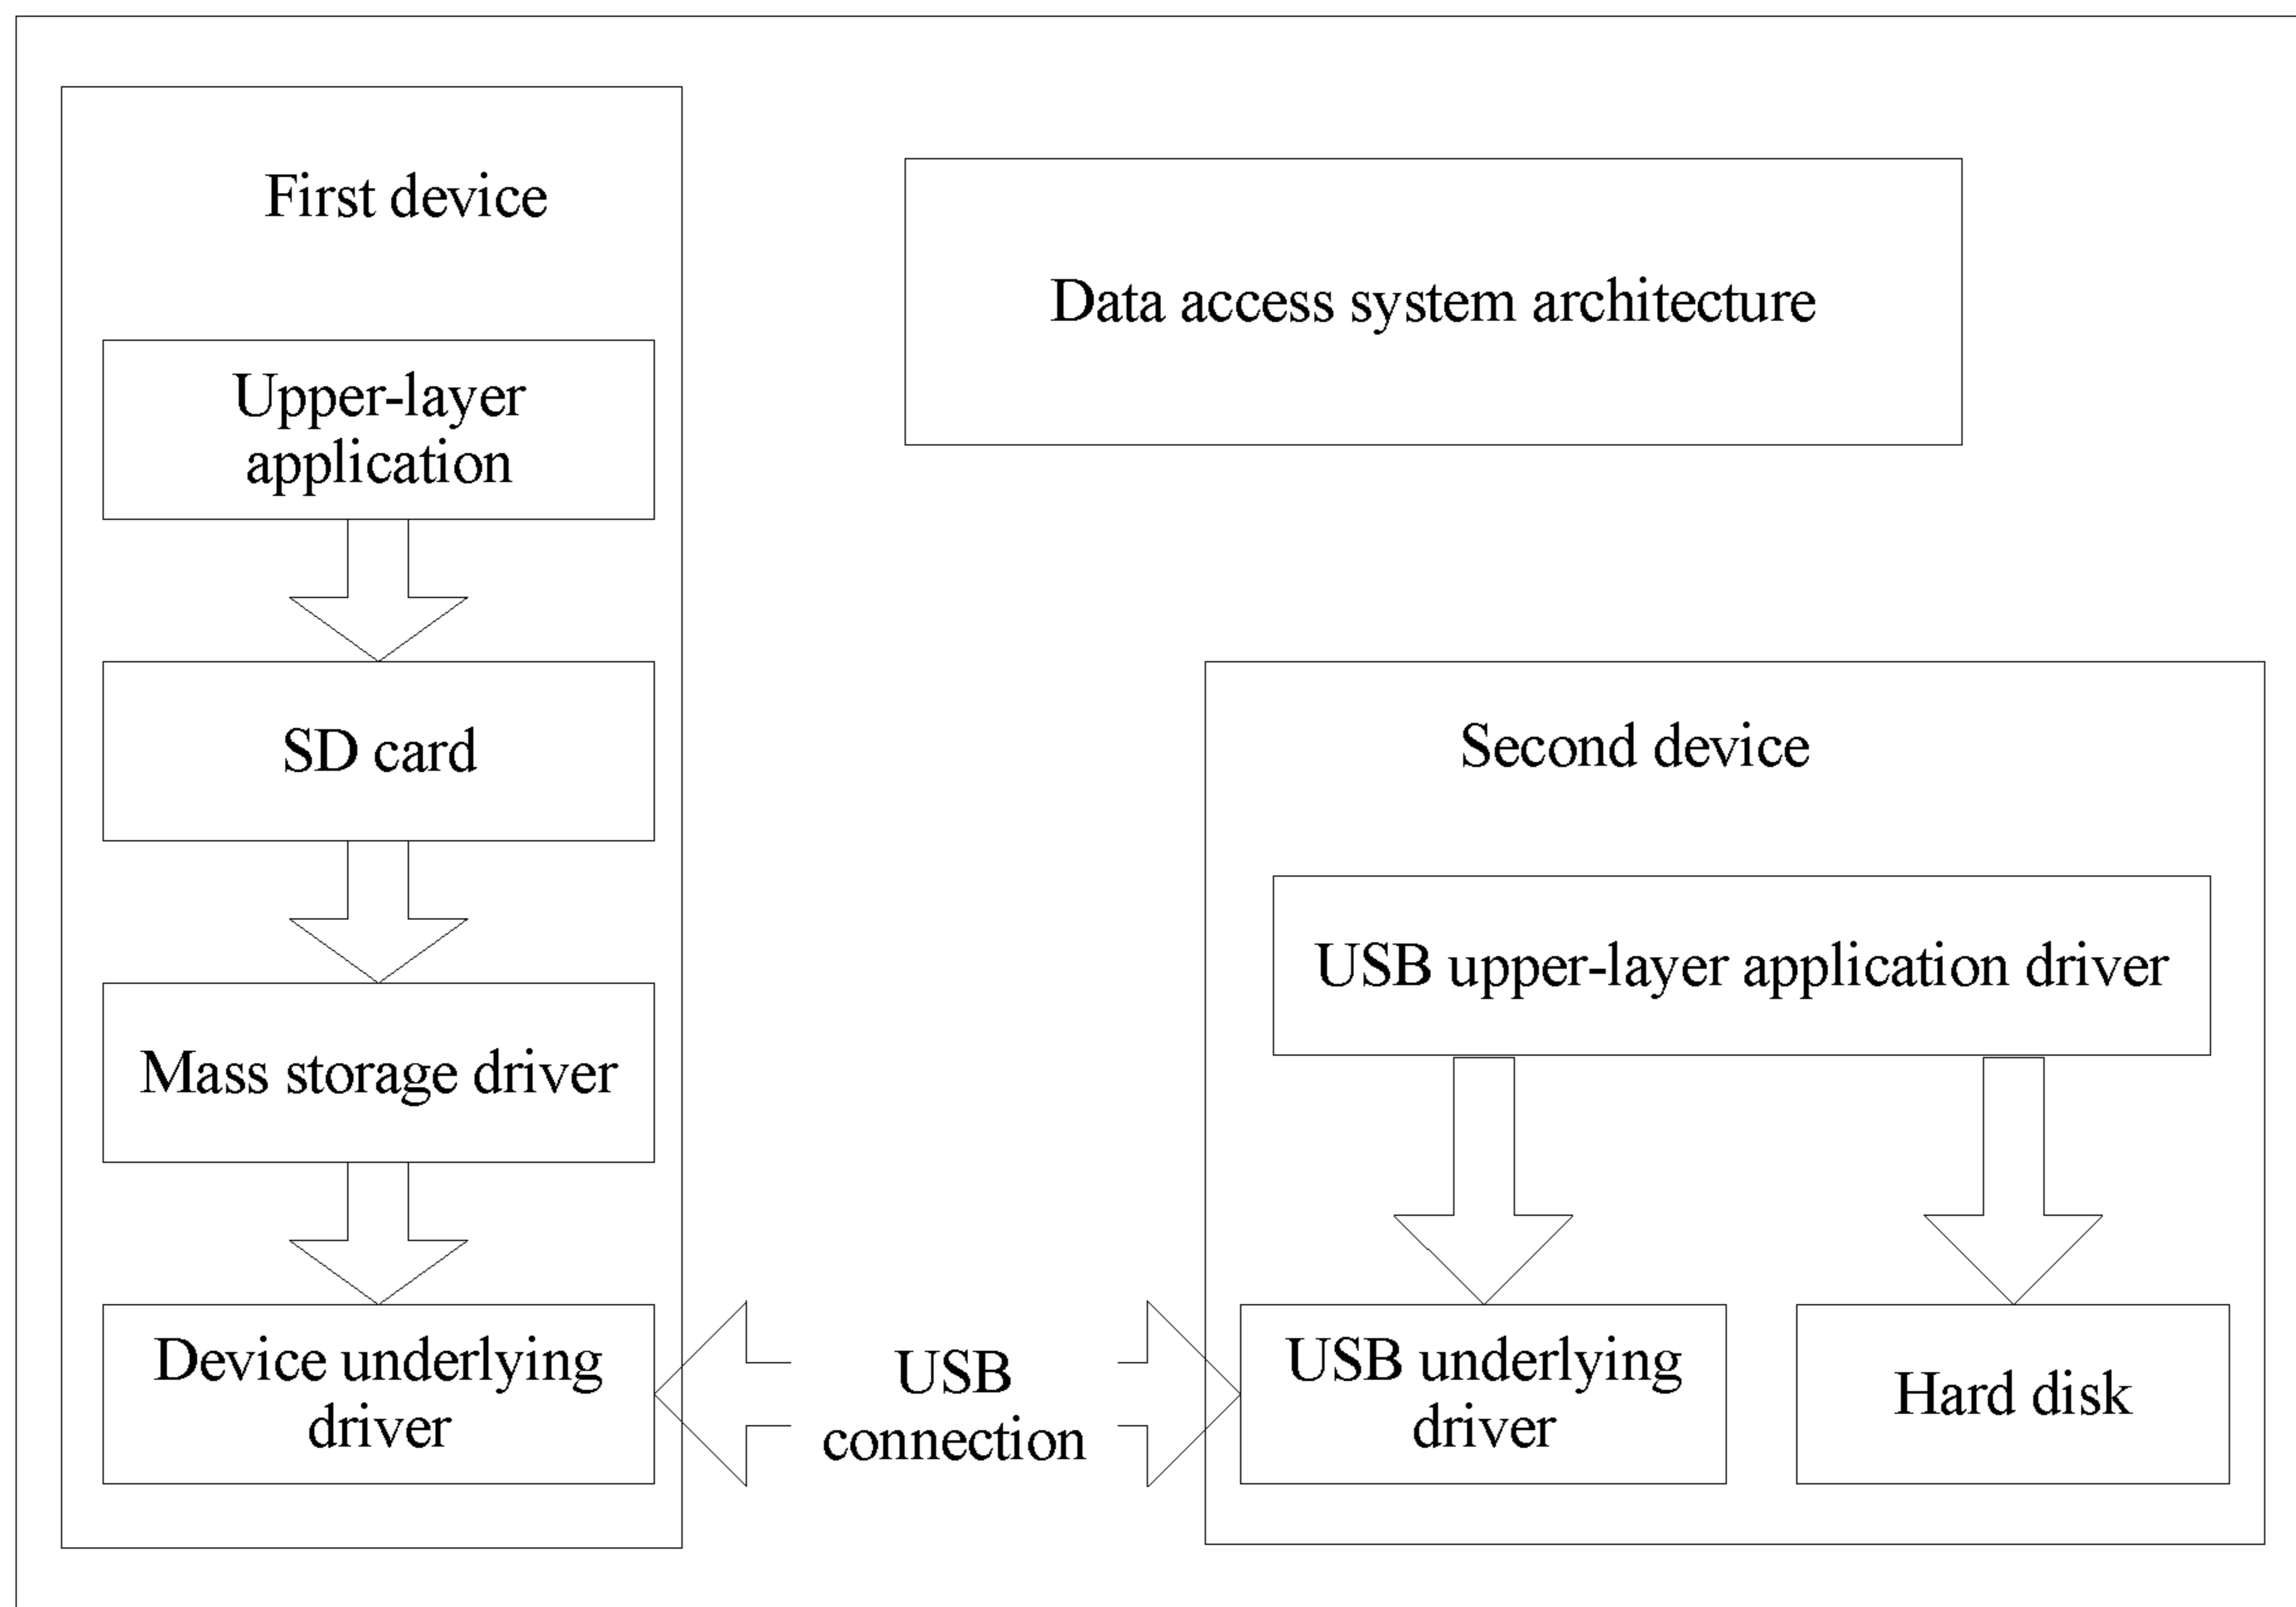 First device
Data access system architecture
Upper-layer
application
SD card
Mass storage driver
Device underlying
driver
USB
connection
Second device
USB upper-layer application driver
USB underlying
driver
Hard disk